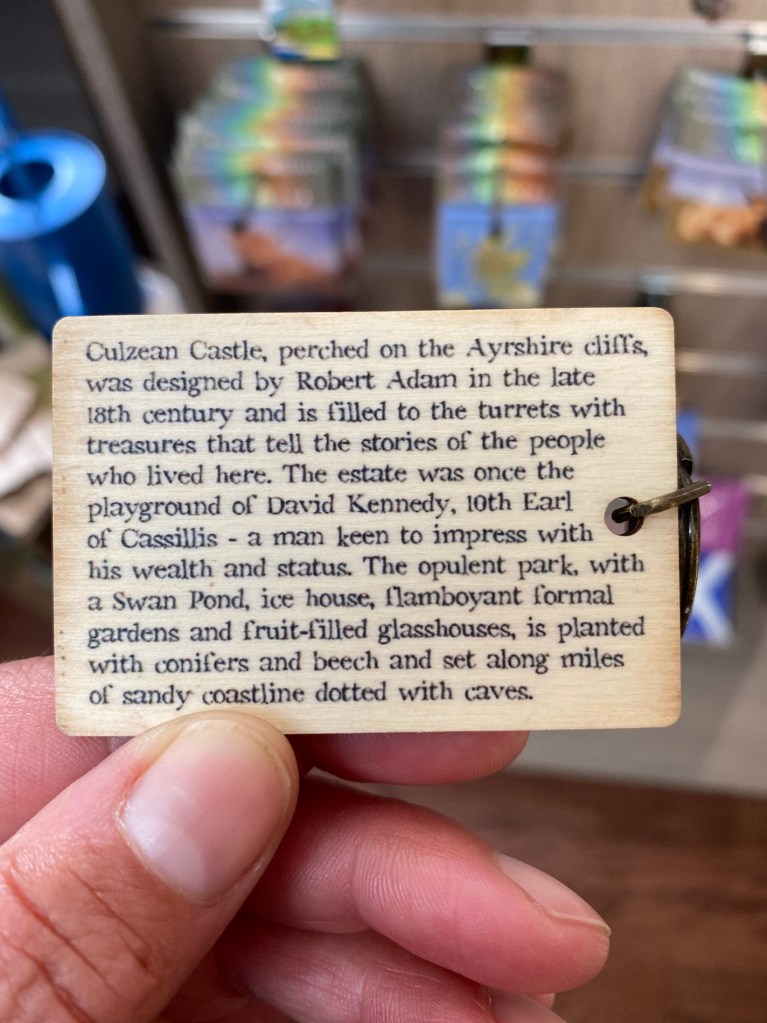 Culzean Castle, perched on the Ayrshire cliffs,
was designed by Robert Adam in the late
18th century and is filled to the turrets with
treasures that tell the stories of the people
who lived here. The estate was once the
playground of David Kennedy, 10th Earl
of Cassillis - a man keen to impress with
his wealth and status. The opulent park, with
a Swan Pond, ice house, flamboyant formal
gardens and fruit-filled glasshouses, is planted
with conifers and beech and set along miles
of sandy coastline dotted with caves.